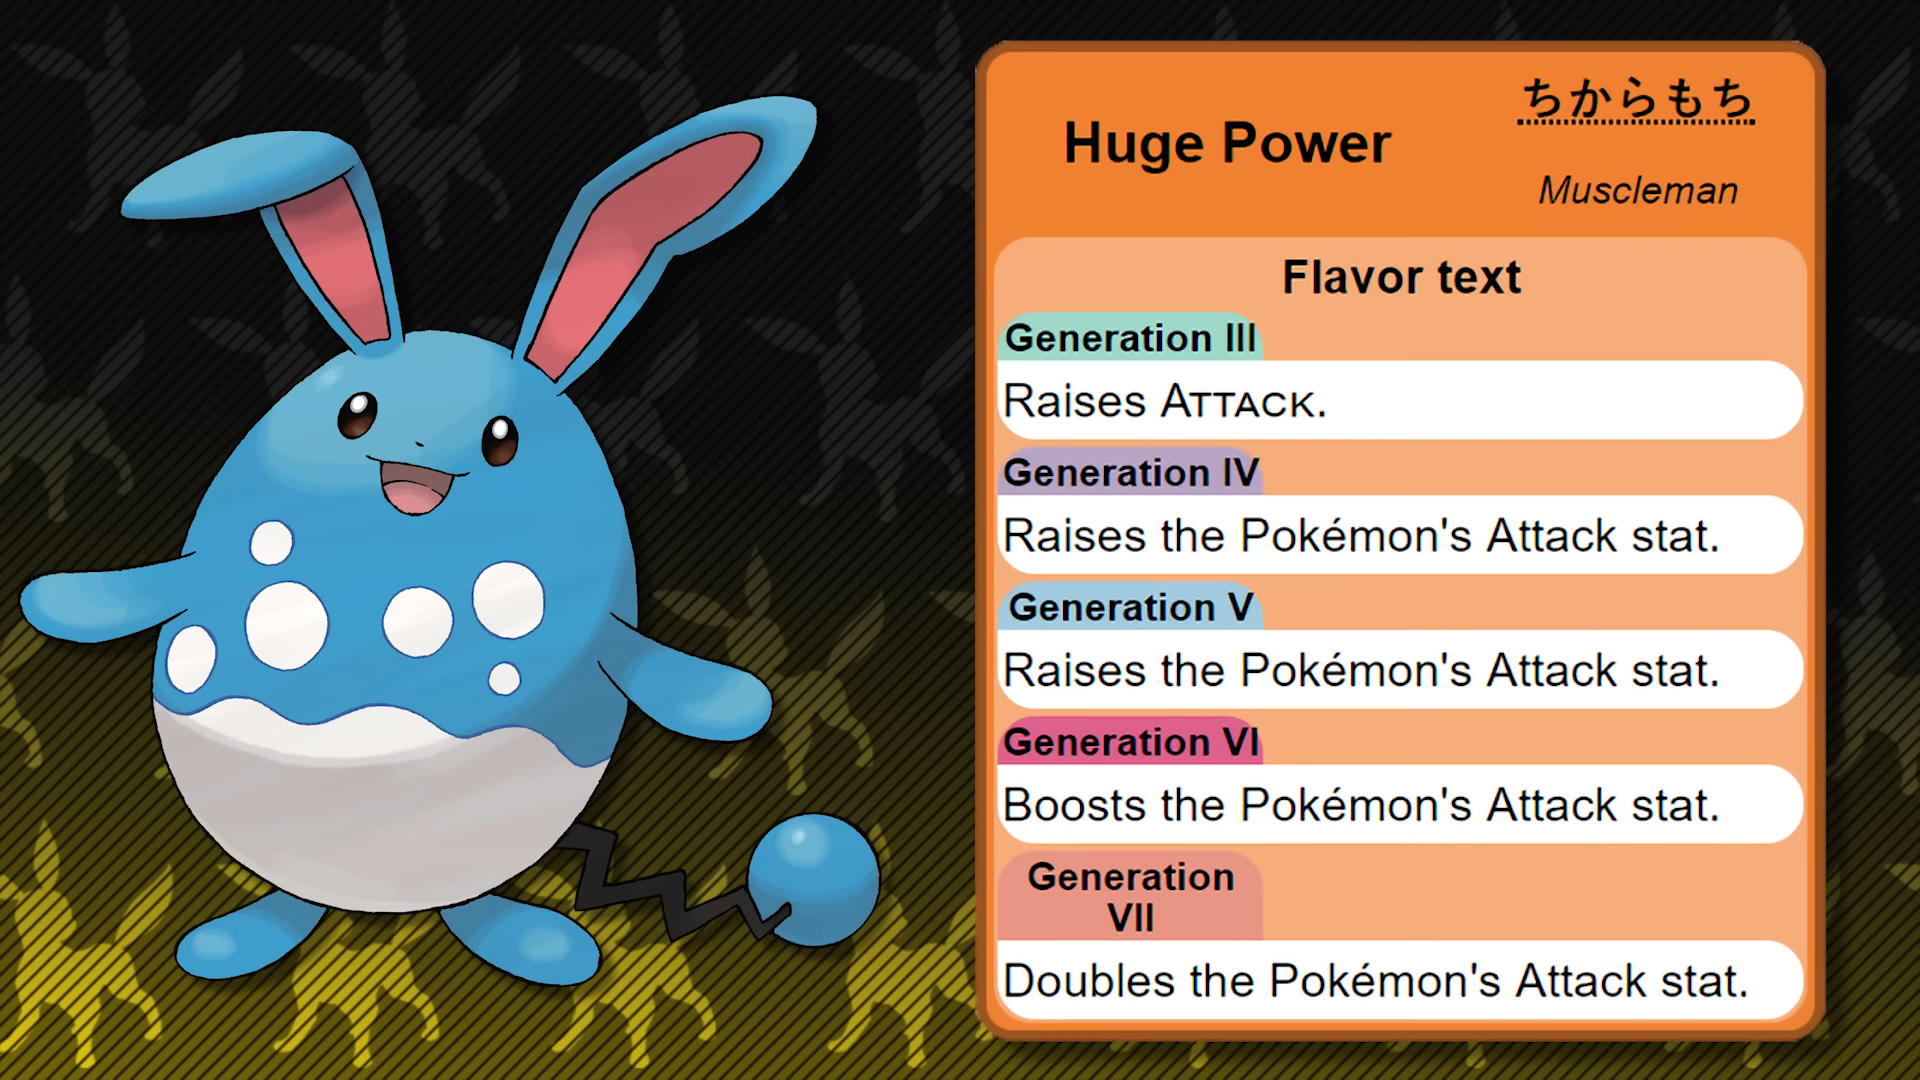 Huge Power
ちからもち
Muscleman
Flavor text
Generation III
Raises ATTACK.
Generation IV
Raises the Pokémon's Attack stat.
Generation V
Raises the Pokémon's Attack stat.
Generation VI
Boosts the Pokémon's Attack stat.
Generation
VII
Doubles the Pokémon's Attack stat.